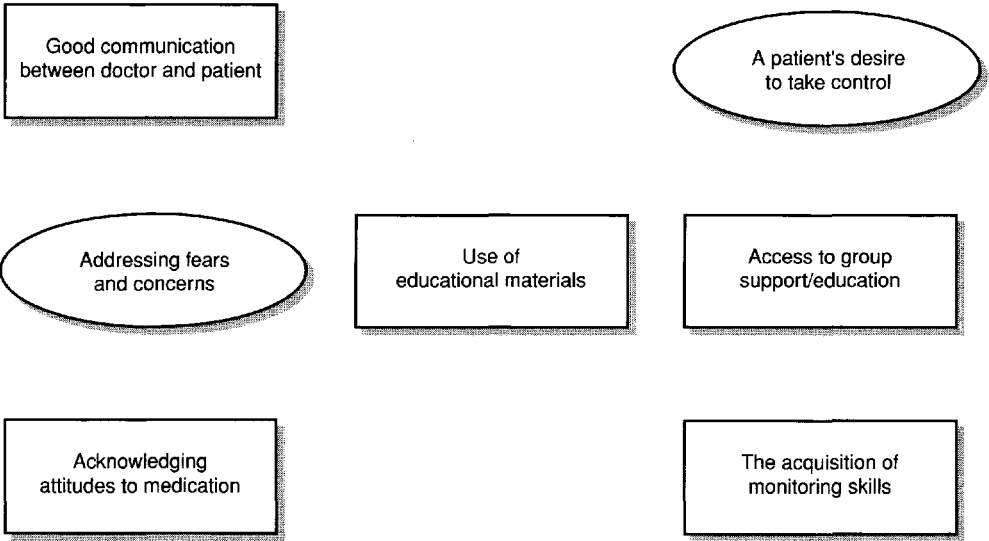 Good communication
between doctor and patient
A patient's desire
to take control
Addressing fears
and concerns
Use of
educational materials
Access to group
support/education
Acknowledging
attitudes to medication
The acquisition of
monitoring skills